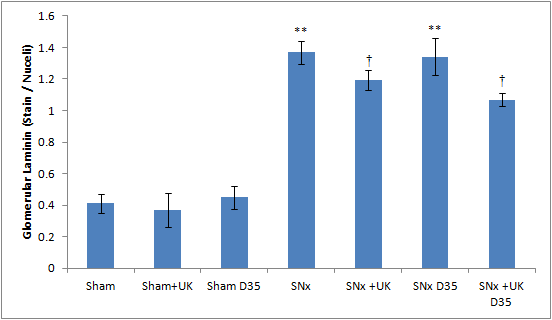 Glomerular Laminin (Stain / Nuceli)
1.6
1.4
1.2
1
0.8
0.6
0.4
0.2
0
**
†
**
†
Sham
Sham+UK
Sham D35
SNx
SNx +UK
SNx D35
SNx +UK
D35